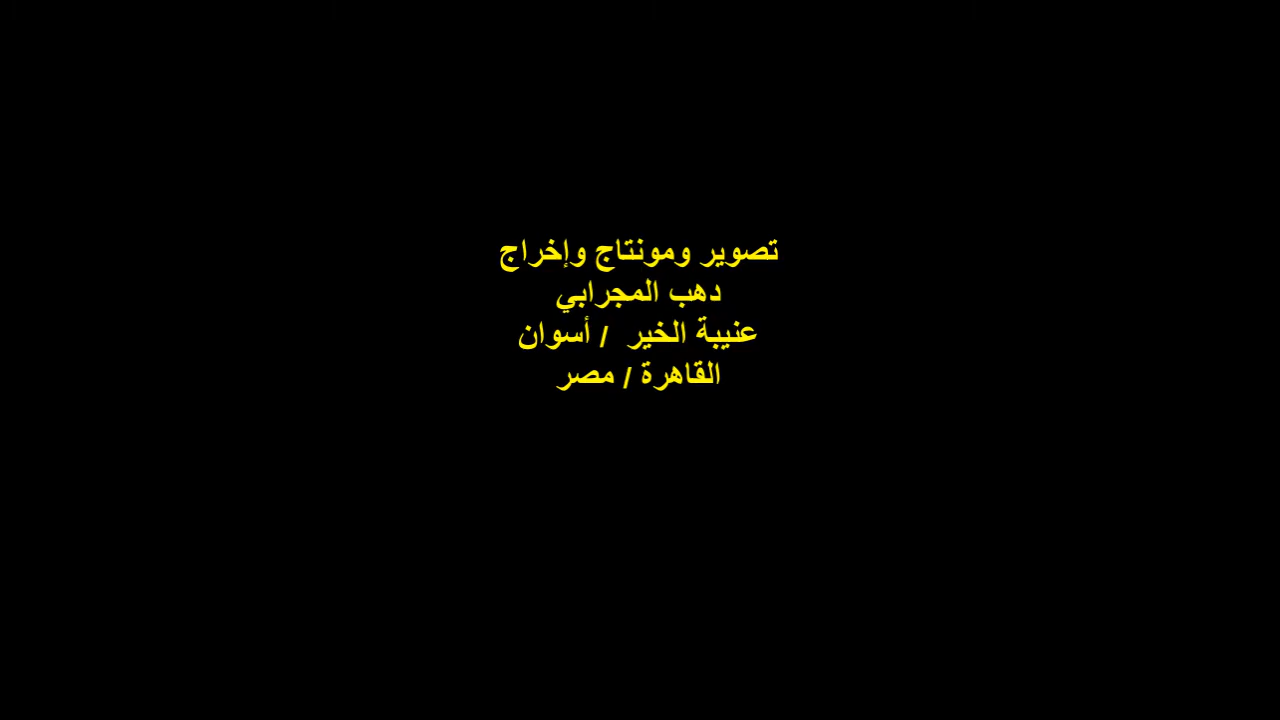 تصوير ومونتاج وإخراج
دهب المجرابي
عنيبة الخير / أسوان
القاهرة / مصر